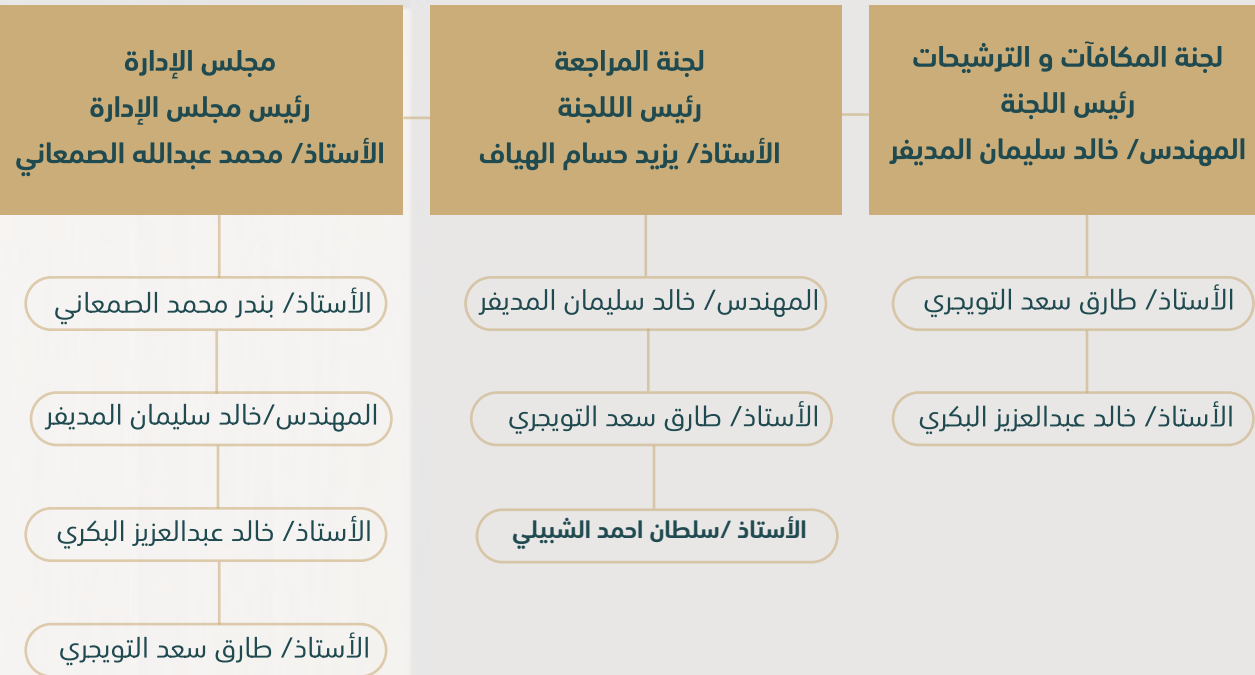 لجنة المكافآت و الترشيحات
رئيس اللجنة
المهندس/ خالد سليمان المديفر
الأستاذ/ طارق سعد التويجري
الأستاذ/ خالد عبدالعزيز البكري
لجنة المراجعة
رئيس الللجنة
الأستاذ/ يزيد حسام الهياف
المهندس/ خالد سليمان المديفر
الأستاذ/ طارق سعد التويجري
الأستاذ /سلطان احمد الشبيلي
مجلس الإدارة
رئيس مجلس الإدارة
الأستاذ/ محمد عبدالله الصمعاني
الأستاذ/ بندر محمد الصمعاني
المهندس/خالد سليمان المديفر
الأستاذ/ خالد عبدالعزيز البكري
الأستاذ/ طارق سعد التويجري